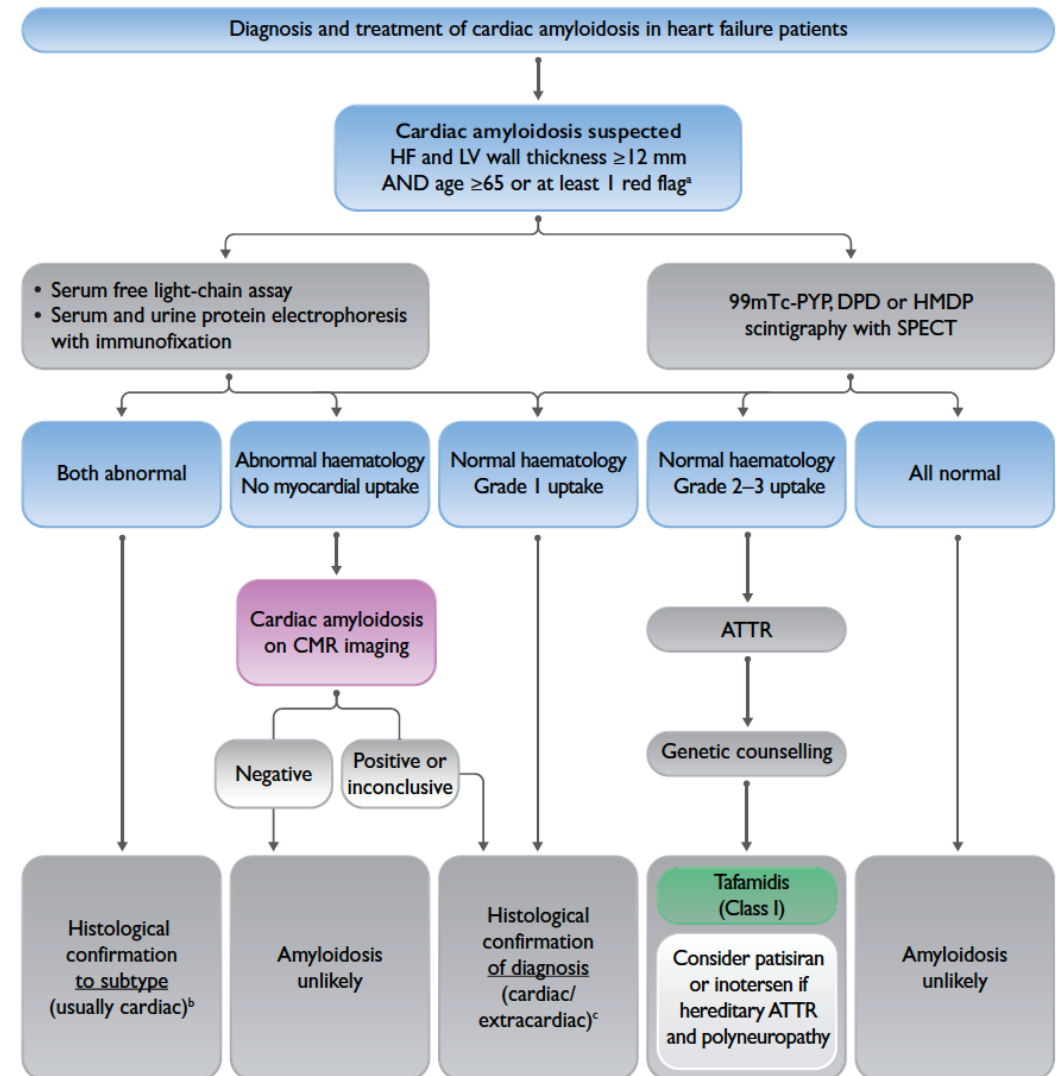 Diagnosis and treatment of cardiac amyloidosis in heart failure patients
Cardiac amyloidosis suspected
HF and LV wall thickness ≥12 mm
AND age ≥65 or at least 1 red flagᵃ
• Serum free light-chain assay
• Serum and urine protein electrophoresis
with immunofixation
99mTc-PYP, DPD or HMDP
scintigraphy with SPECT
Both abnormal
Abnormal haematology
No myocardial uptake
Normal haematology
Grade 1 uptake
Normal haematology
Grade 2–3 uptake
All normal
Cardiac amyloidosis
on CMR imaging
ATTR
Genetic counselling
Negative
Positive or
inconclusive
Histological
confirmation
to subtype
(usually cardiac)ᵇ
Amyloidosis
unlikely
Histological
confirmation
of diagnosis
(cardiac/
extracardiac)ᶜ
Tafamidis
(Class I)
Consider patisiran
or inotersen if
hereditary ATTR
and polyneuropathy
Amyloidosis
unlikely